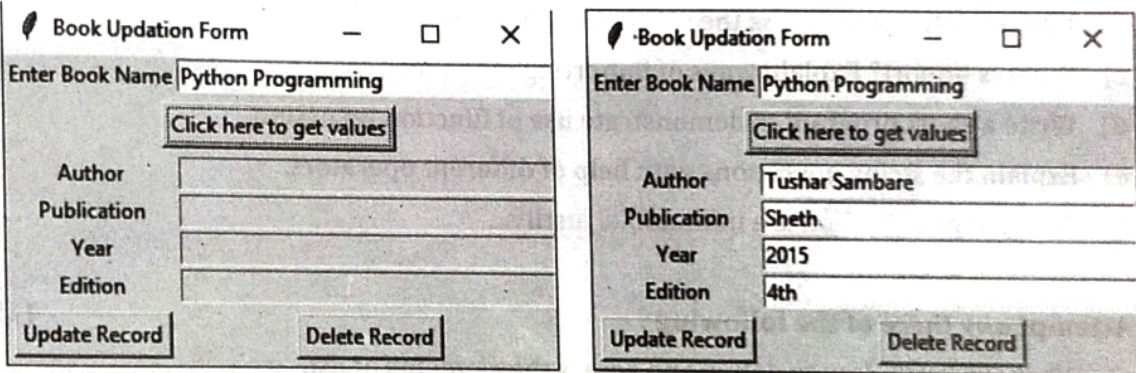 Book Updation Form
Enter Book Name Python Programming
Click here to get values
Author
Publication
Year
Edition
Update Record Delete Record
Book Updation Form
Enter Book Name Python Programming
Click here to get values
Author Tushar Sambare
Publication Sheth
Year 2015
Edition 4th
Update Record Delete Record